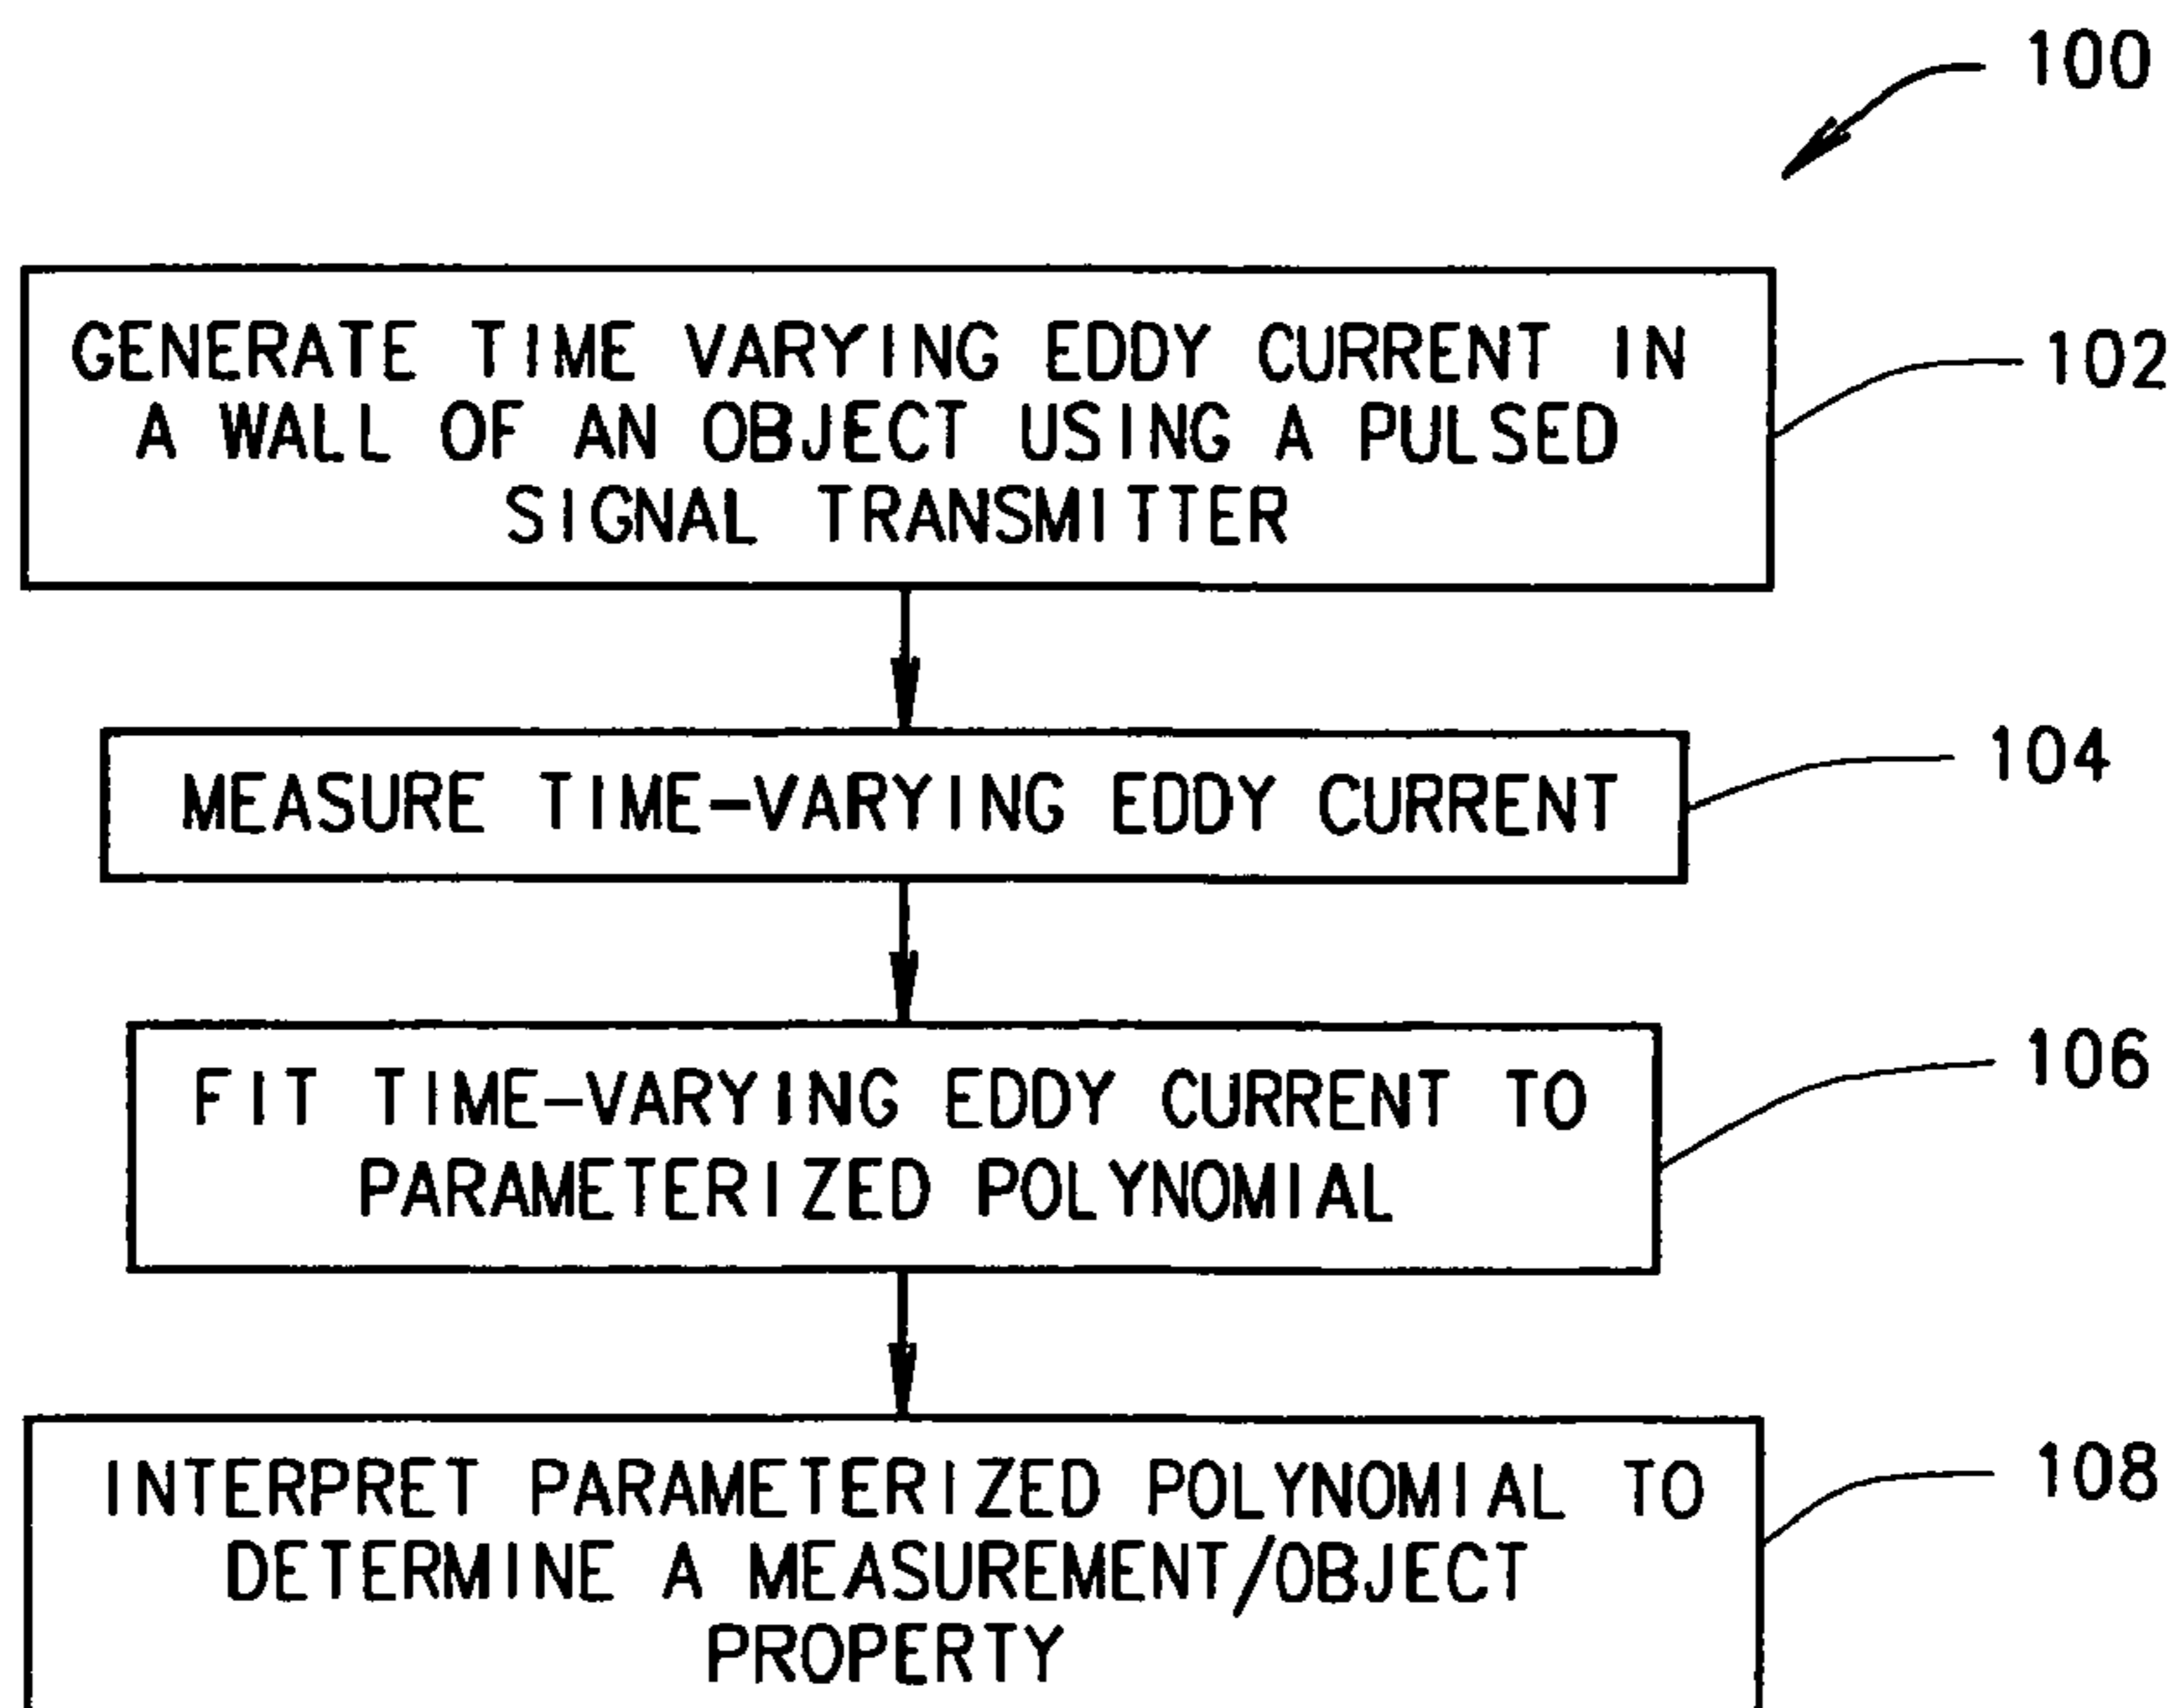 100
GENERATE TIME VARYING EDDY CURRENT IN
A WALL OF AN OBJECT USING A PULSED
SIGNAL TRANSMITTER
102
MEASURE TIME-VARYING EDDY CURRENT
104
FIT TIME-VARYING EDDY CURRENT TO
PARAMETERIZED POLYNOMIAL
106
INTERPRET PARAMETERIZED POLYNOMIAL TO
DETERMINE A MEASUREMENT/OBJECT
PROPERTY
108